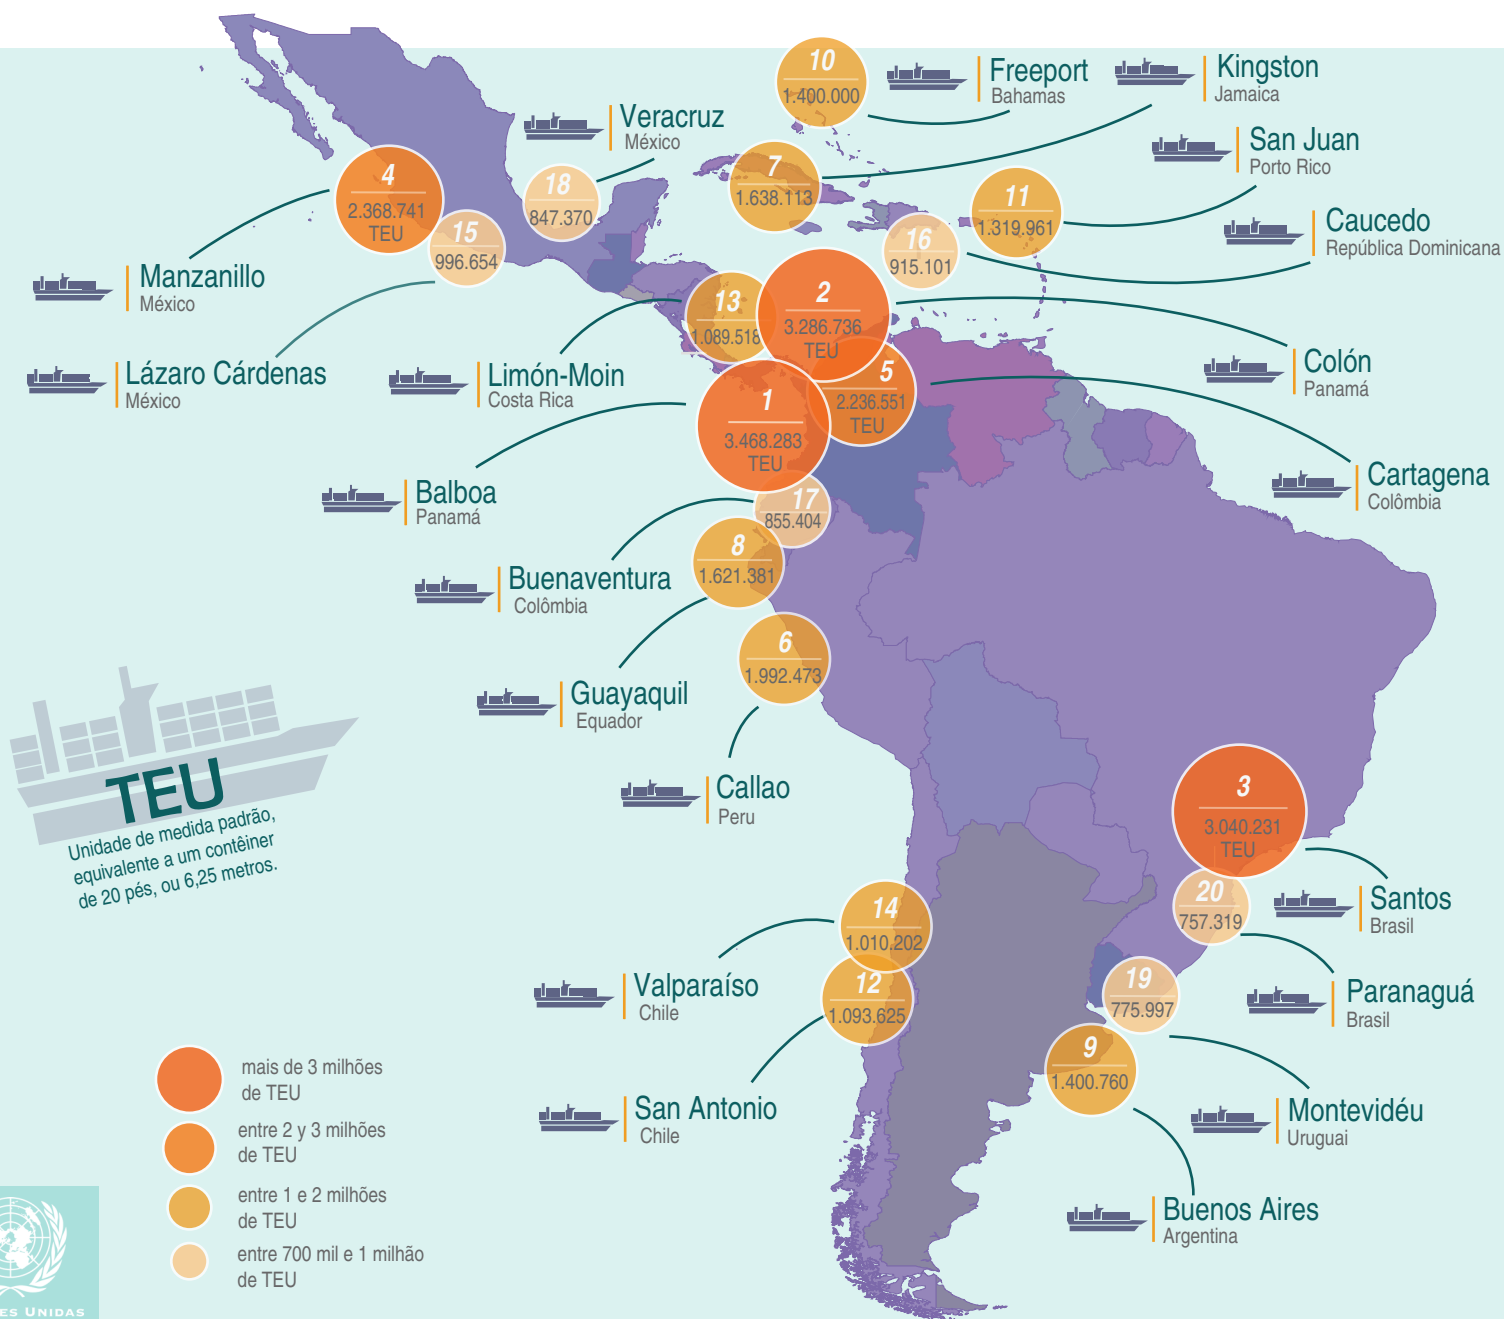 10
1.400.000
Freeport
Bahamas
Kingston
Jamaica
Veracruz
México
San Juan
Porto Rico
4
2.368.741
TEU
18
847.370
7
1.638.113
11
1.319.961
Caucedo
República Dominicana
15
996.654
16
915.101
Manzanillo
México
13
1.089.518
2
3.286.736
TEU
Lázaro Cárdenas
México
Limón-Moin
Costa Rica
Colón
Panamá
5
2.236.551
TEU
1
3.468.283
TEU
Cartagena
Colômbia
Balboa
Panamá
17
855.404
8
1.621.381
Buenaventura
Colômbia
6
1.992.473
Guayaquil
Equador
TEU
Unidade de medida padrão,
equivalente a um contêiner
de 20 pés, ou 6,25 metros.
Callao
Peru
3
3.040.231
TEU
Santos
Brasil
14
1.010.202
20
757.319
Valparaíso
Chile
12
1.093.625
19
775.997
Paranaguá
Brasil
9
1.400.760
San Antonio
Chile
Montevidéu
Uruguai
Buenos Aires
Argentina
mais de 3 milhões
de TEU
entre 2 y 3 milhões
de TEU
entre 1 e 2 milhões
de TEU
entre 700 mil e 1 milhão
de TEU
ES UNIDAS